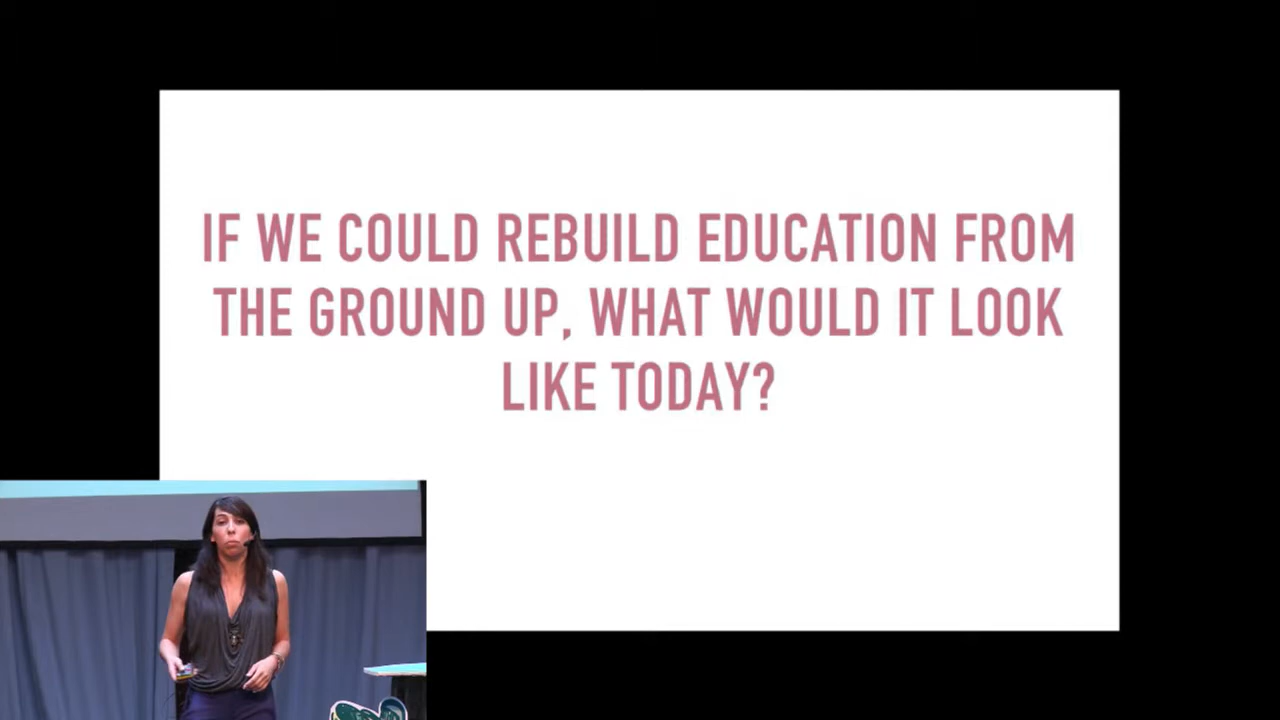 IF WE COULD REBUILD EDUCATION FROM
THE GROUND UP, WHAT WOULD IT LOOK
LIKE TODAY?